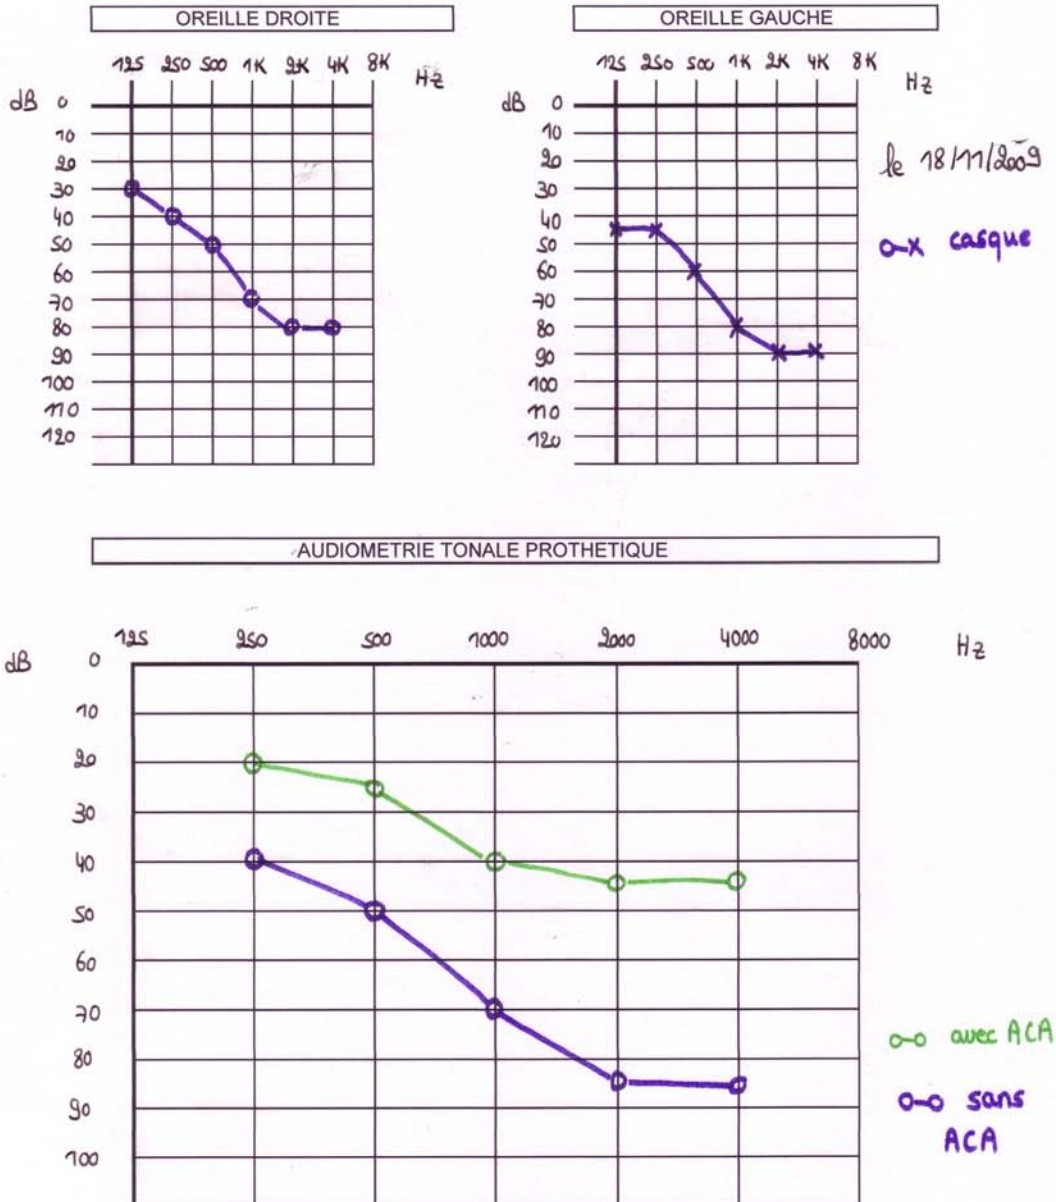 OREILLE DROITE
125 250 500 1K 2K 4K 8K Hz
dB 0
10
20
30
40
50
60
70
80
90
100
110
120
OREILLE GAUCHE
125 250 500 1K 2K 4K 8K Hz
dB 0
10
20
30
40
50
60
70
80
90
100
110
120
le 18/11/2009
o-x casque
AUDIOMETRIE TONALE PROTHETIQUE
125 250 500 1000 2000 4000 8000 Hz
dB 0
10
20
30
40
50
60
70
80
90
100
o-o avec ACA
o-o sans
ACA